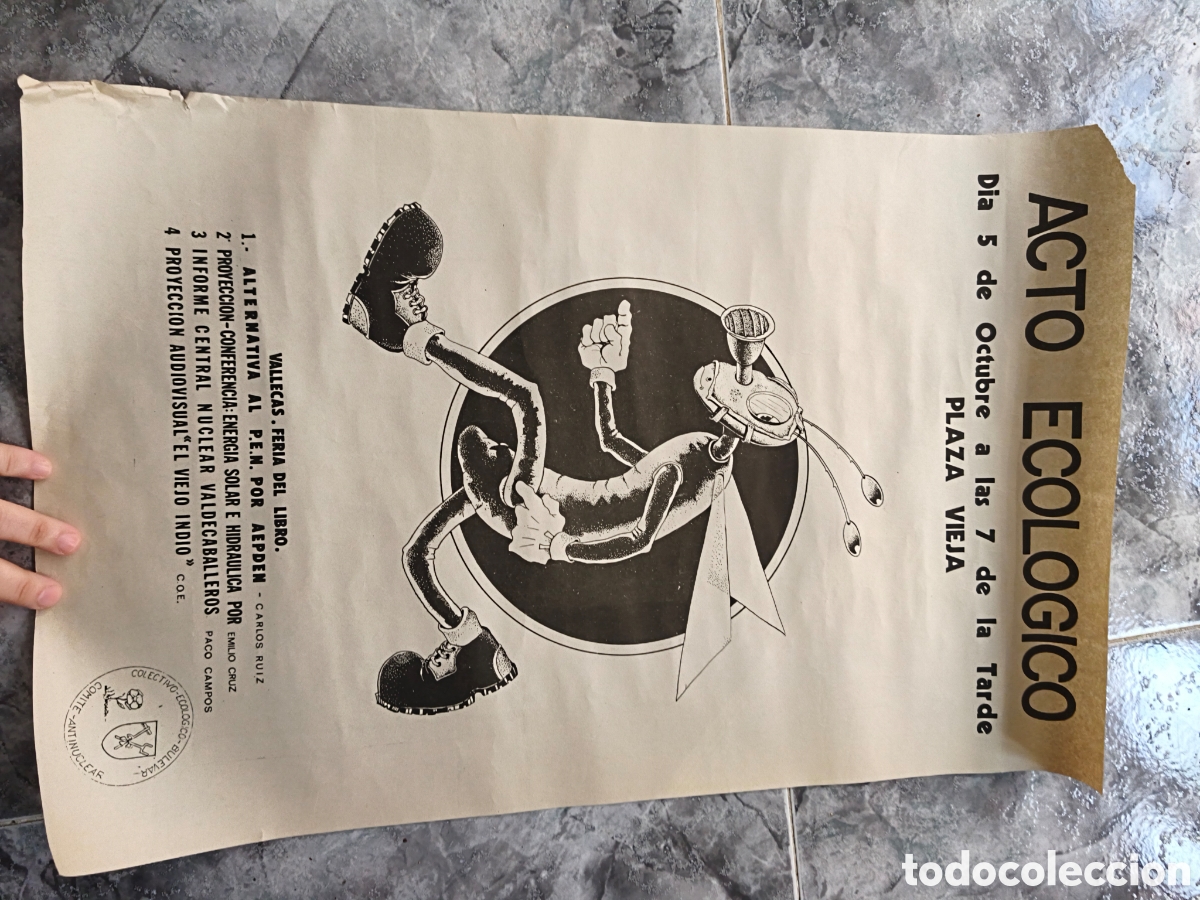 ACTO ECOLOGICO
Dia 5 de Octubre a las 7 de la Tarde
PLAZA VIEJA
VALLECAS. FERIA DEL LIBRO.
1.- ALTERNATIVA AL P.E.N. POR AEPDEN - CARLOS RUIZ
2º PROYECCION-CONFERENCIA: ENERGIA SOLAR E HIDRAULICA POR EMILIO CRUZ
3 INFORME CENTRAL NUCLEAR VALDECABALLEROS PACO CAMPOS
4 PROYECCION AUDIOVISUAL "EL VIEJO INDIO» C.O.E.
COLECTIVO-ECOLOGICO-BULEVAR-
COMITE-ANTINUCLEAR
todocoleccion